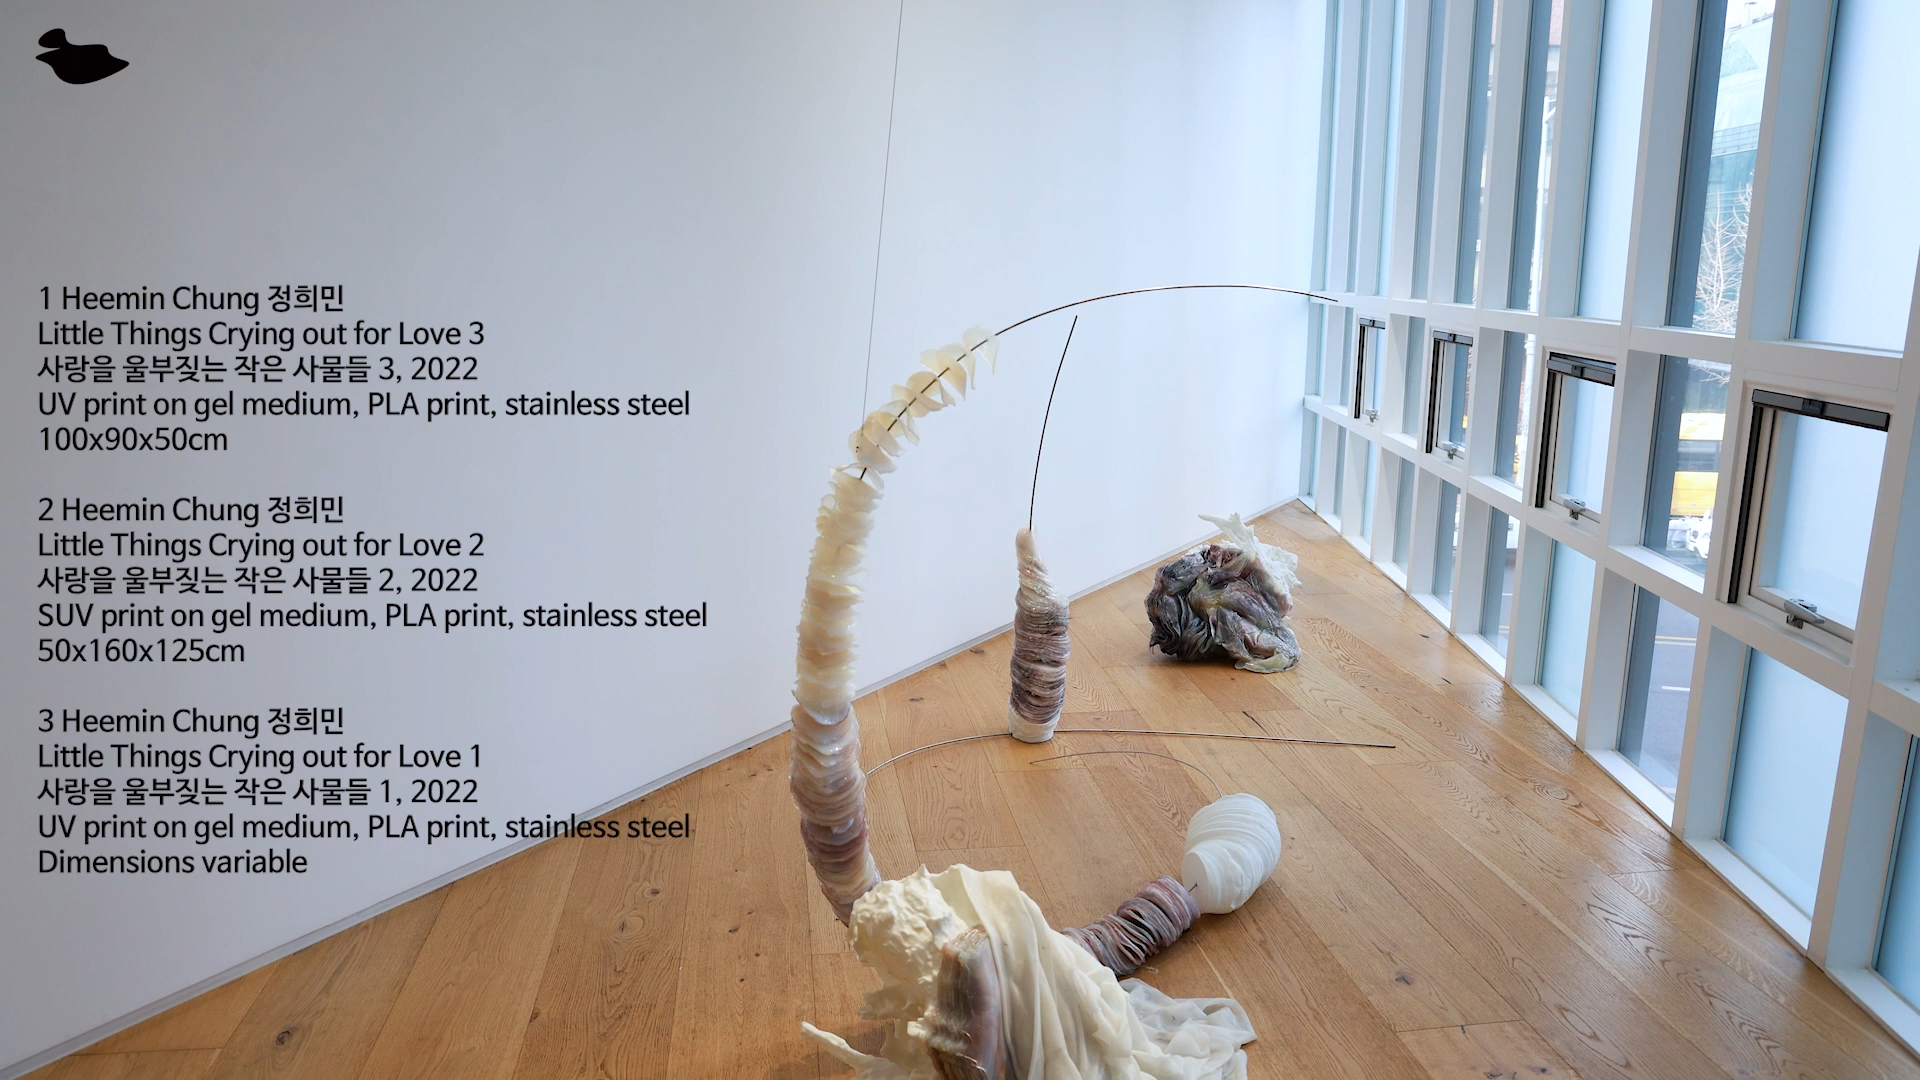 1 Heemin Chung 정희민
Little Things Crying out for Love 3
사랑을 울부짖는 작은 사물들 3, 2022
UV print on gel medium, PLA print, stainless steel
100x90x50cm
2 Heemin Chung 정희민
Little Things Crying out for Love 2
사랑을 울부짖는 작은 사물들 2, 2022
SUV print on gel medium, PLA print, stainless steel
50x160x125cm
3 Heemin Chung 정희민
Little Things Crying out for Love 1
사랑을 울부짖는 작은 사물들 1, 2022
UV print on gel medium, PLA print, stainless steel
Dimensions variable